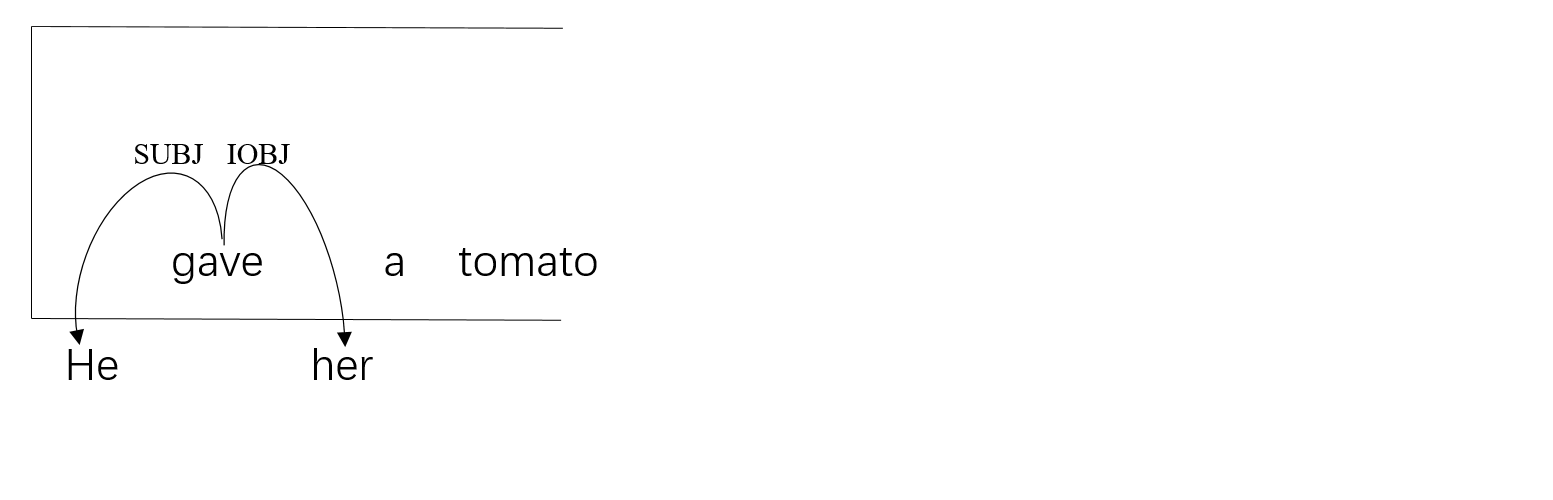 SUBJ IOBJ
gave a tomato
He her